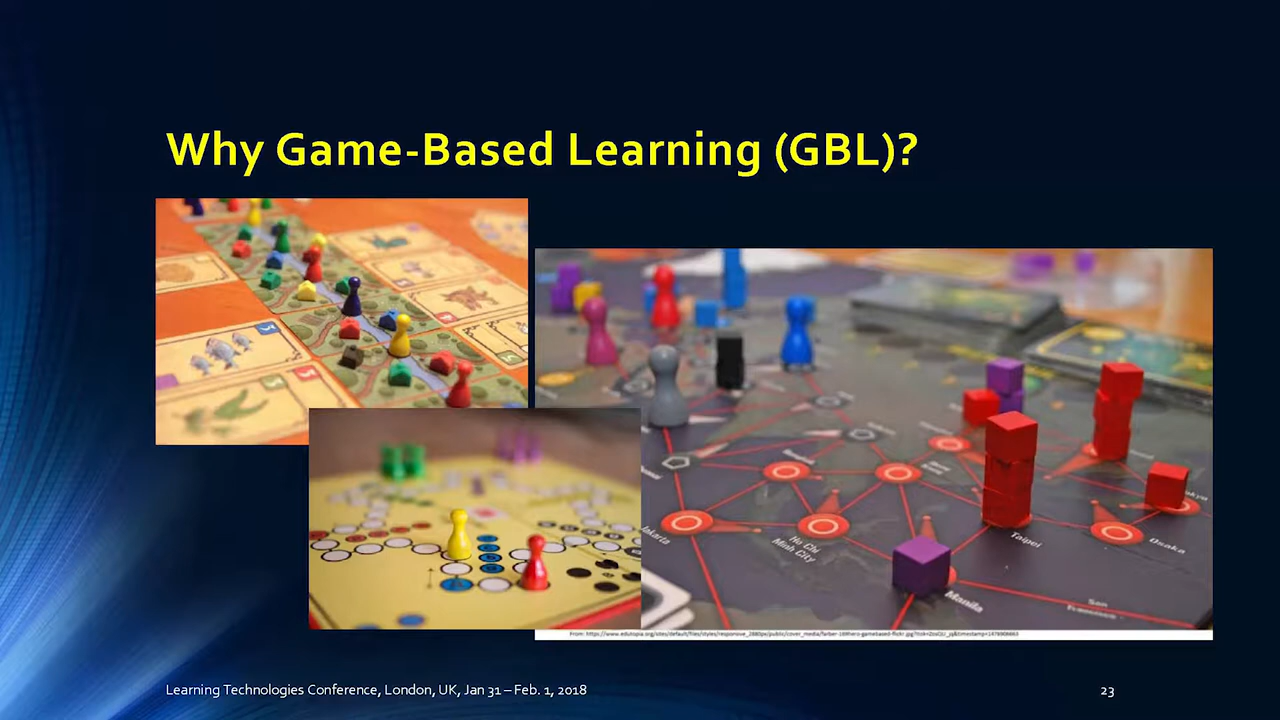 Why Game-Based Learning (GBL)?
Jakarta
Ho Chi
Minh City
Taipei
Osaka
Manila
San
Learning Technologies Conference, London, UK, Jan 31 – Feb. 1, 2018
23